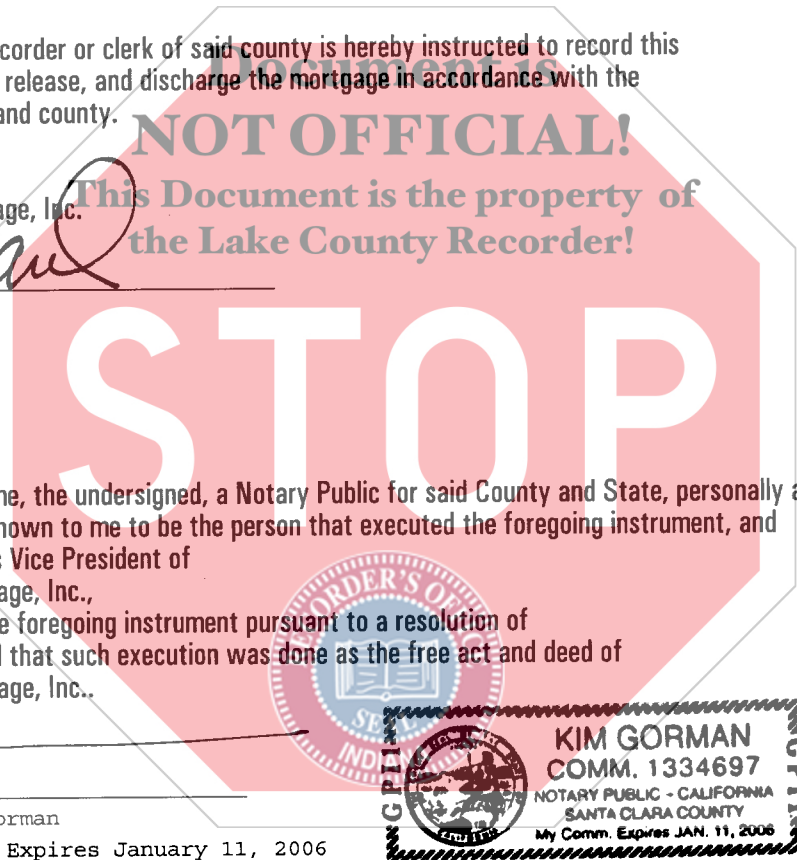 corder or clerk of said county is hereby instructed to record this
Document is
release, and discharge the mortgage in accordance with the
and county.
NOT OFFICIAL!
This Document is the property of
age, Inc.
the Lake County Recorder!
STOP
ne, the undersigned, a Notary Public for said County and State, personally a
nown to me to be the person that executed the foregoing instrument, and
s Vice President of
age, Inc.,
e foregoing instrument pursuant to a resolution of
d that such execution was done as the free act and deed of
age, Inc..
RECORDER'S OFFICE
SEAL
INDIANA
KIM GORMAN
COMM. 1334697
NOTARY PUBLIC - CALIFORNIA
SANTA CLARA COUNTY
My Comm. Expires JAN. 11, 2006
orman
Expires January 11, 2006